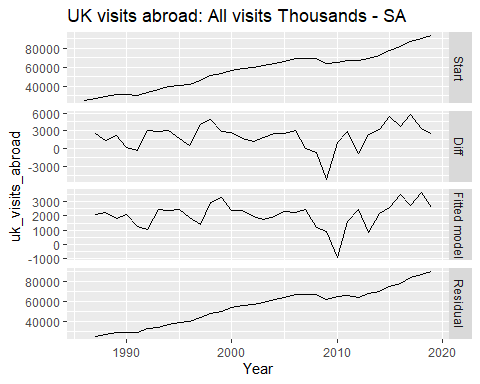 UK visits abroad: All visits Thousands - SA
uk_visits_abroad
80000
60000
40000
Start
6000
3000
0
-3000
Diff
3000
2000
1000
0
-1000
Fitted model
80000
60000
40000
Residual
1990
2000
2010
2020
Year